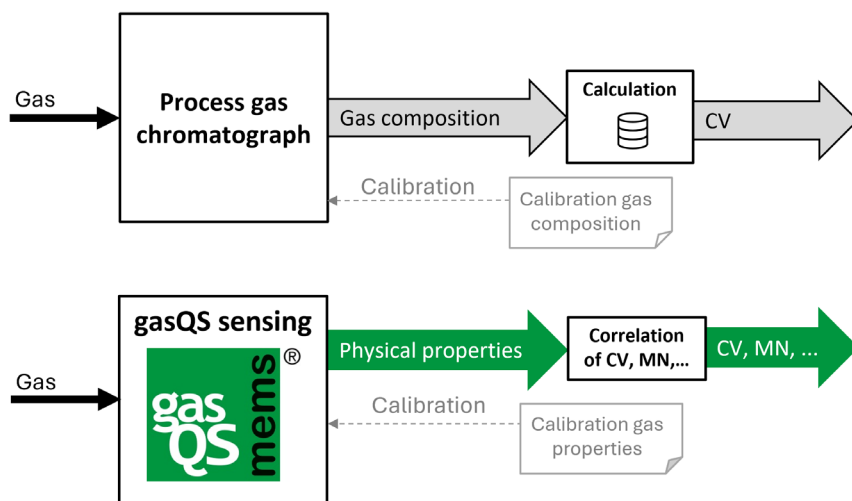 Gas
Process gas
chromatograph
Gas composition
Calculation
CV
Calibration
Calibration gas
composition
Gas
gasQS sensing
gas
QS
mems
®
Physical properties
Correlation
of CV, MN,...
CV, MN, ...
Calibration
Calibration gas
properties